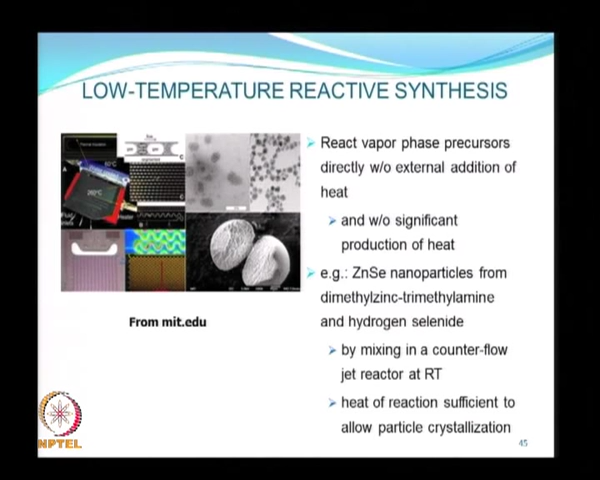 LOW-TEMPERATURE REACTIVE SYNTHESIS
React vapor phase precursors
directly w/o external addition of
heat
and w/o significant
production of heat
e.g.: ZnSe nanoparticles from
dimethylzinc-trimethylamine
and hydrogen selenide
by mixing in a counter-flow
jet reactor at RT
heat of reaction sufficient to
allow particle crystallization
From mit.edu
NPTEL
45